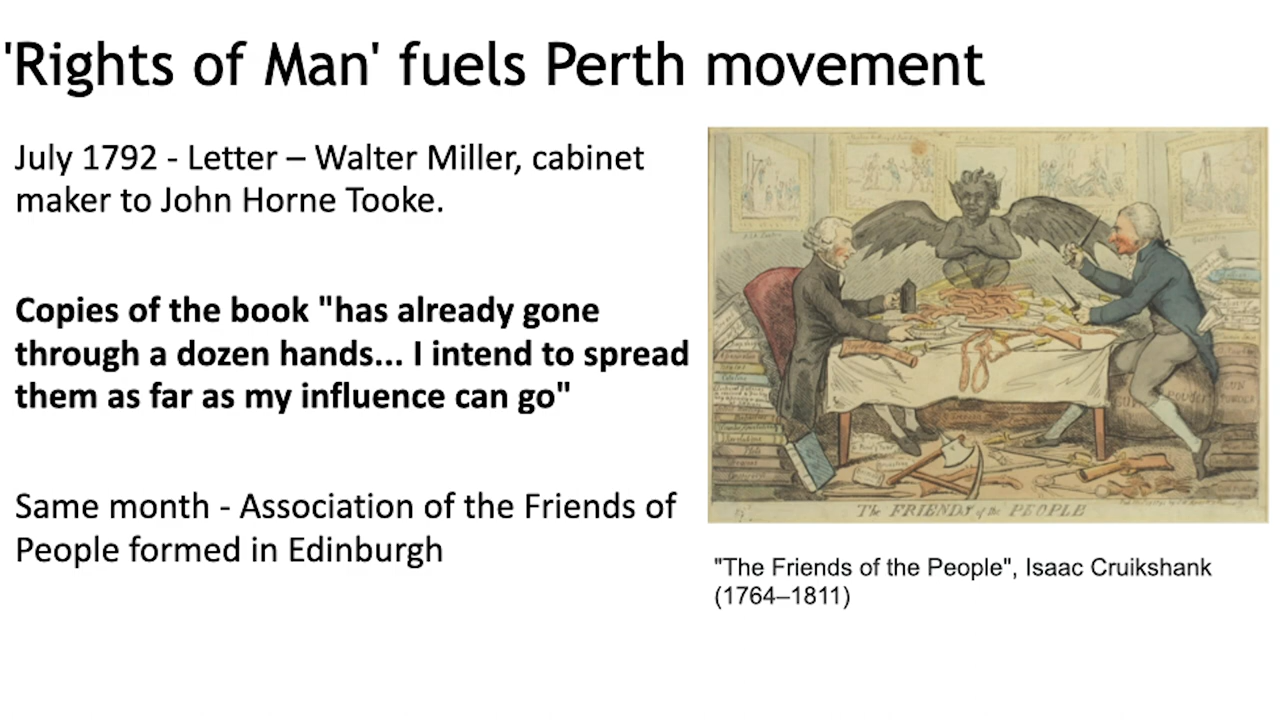 'Rights of Man' fuels Perth movement
July 1792 - Letter – Walter Miller, cabinet
maker to John Horne Tooke.
Copies of the book "has already gone
through a dozen hands... I intend to spread
them as far as my influence can go"
Same month - Association of the Friends of
People formed in Edinburgh
The FRIENDS of the PEOPLE
"The Friends of the People", Isaac Cruikshank
(1764–1811)